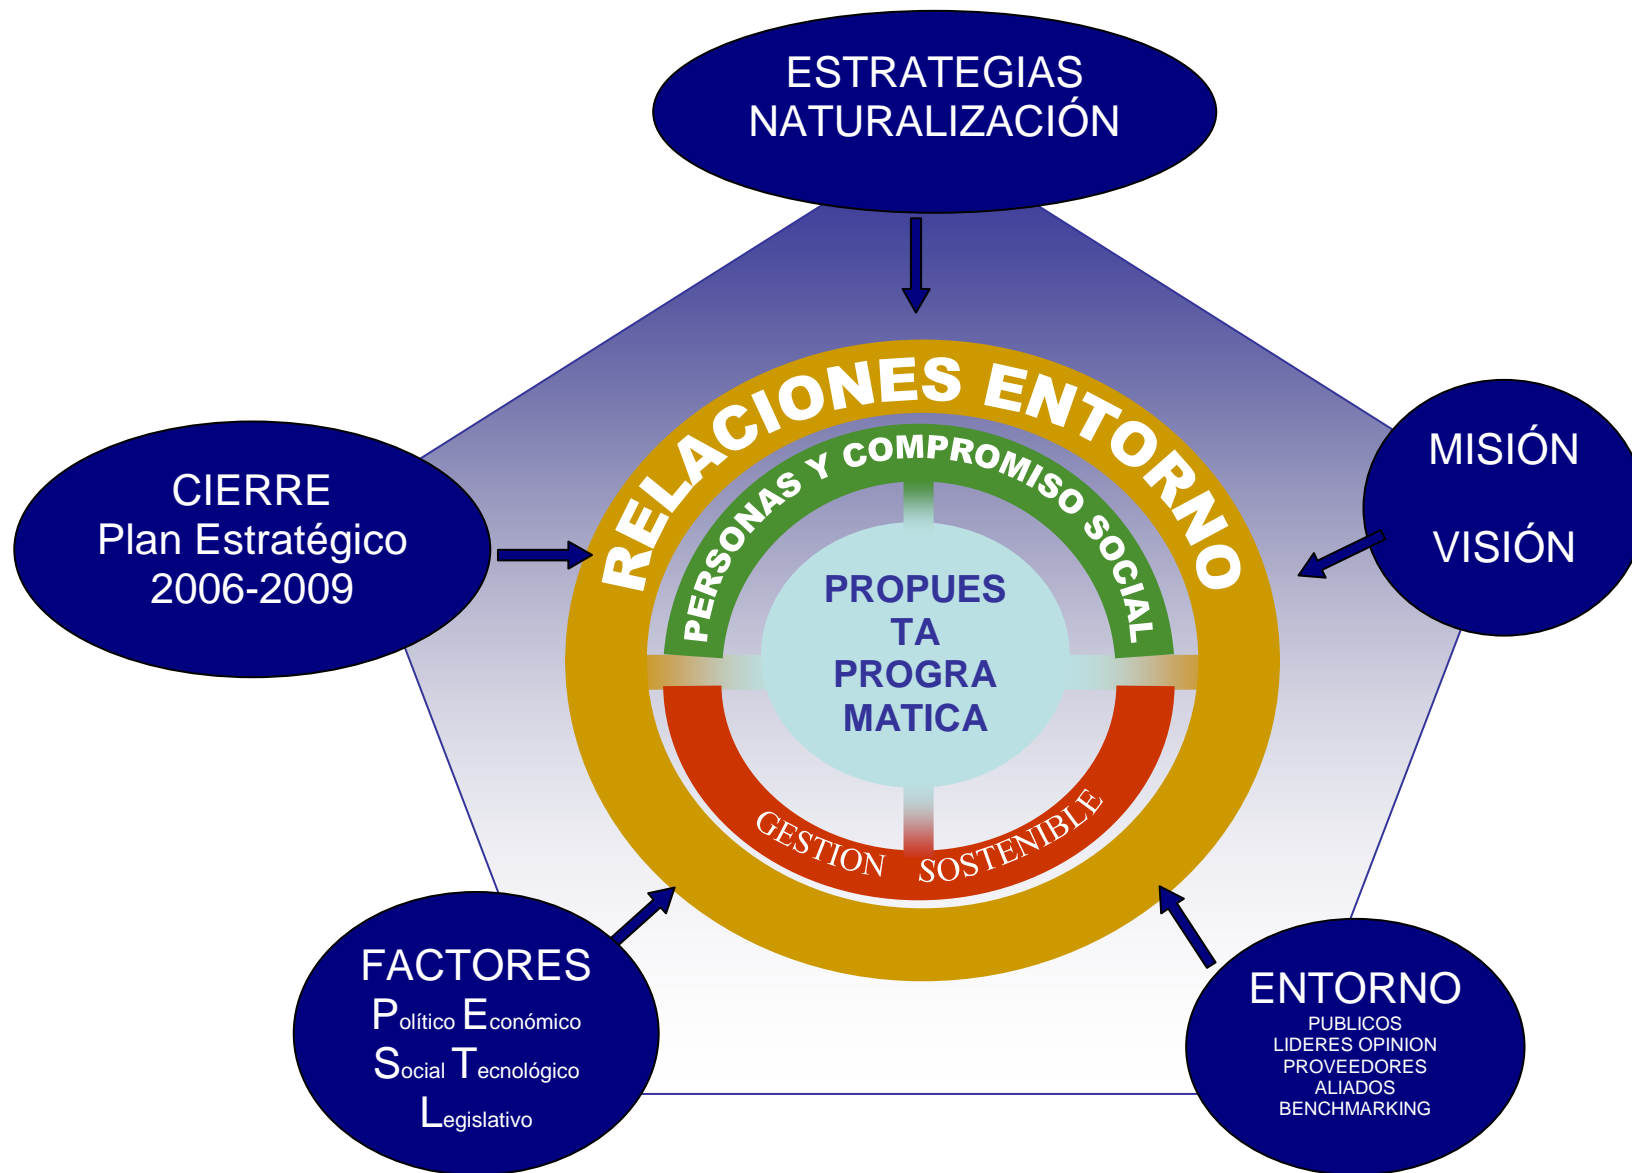 ESTRATEGIAS
NATURALIZACIÓN
CIERRE
Plan Estratégico
2006-2009
MISIÓN
VISIÓN
RELACIONES ENTORNO
PERSONAS Y COMPROMISO SOCIAL
PROPUES
TA
PROGRA
MATICA
GESTION SOSTENIBLE
FACTORES
Político Económico
Social Tecnológico
Legislativo
ENTORNO
PUBLICOS
LIDERES OPINION
PROVEEDORES
ALIADOS
BENCHMARKING